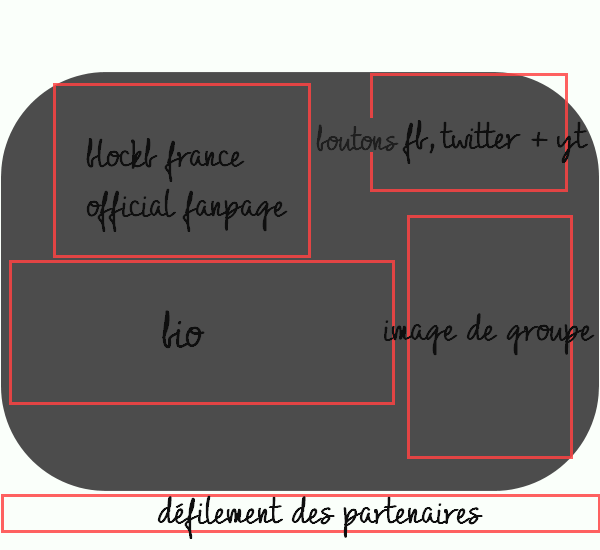 blockb france
official fanpage
boutons fb, twitter + yt
bio
image de groupe
défilement des partenaires